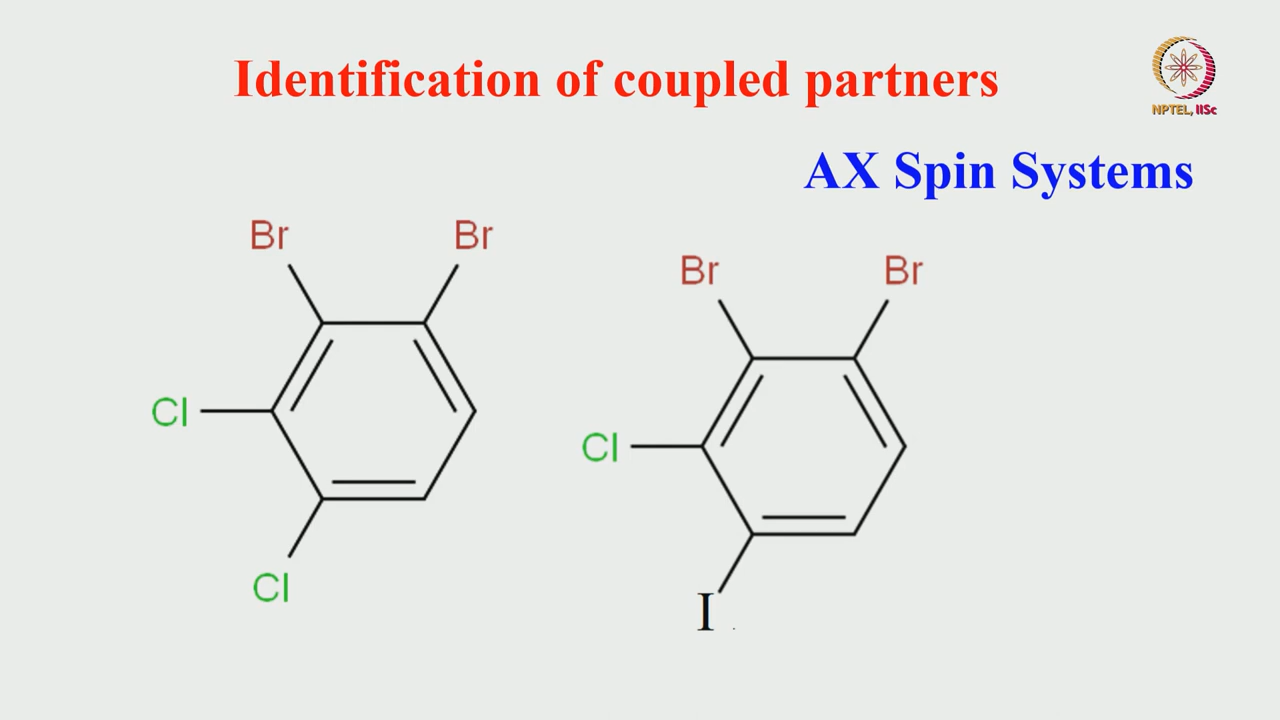 Identification of coupled partners
NPTEL, IISc
AX Spin Systems
Br Br
Cl
Cl
Br Br
Cl
I